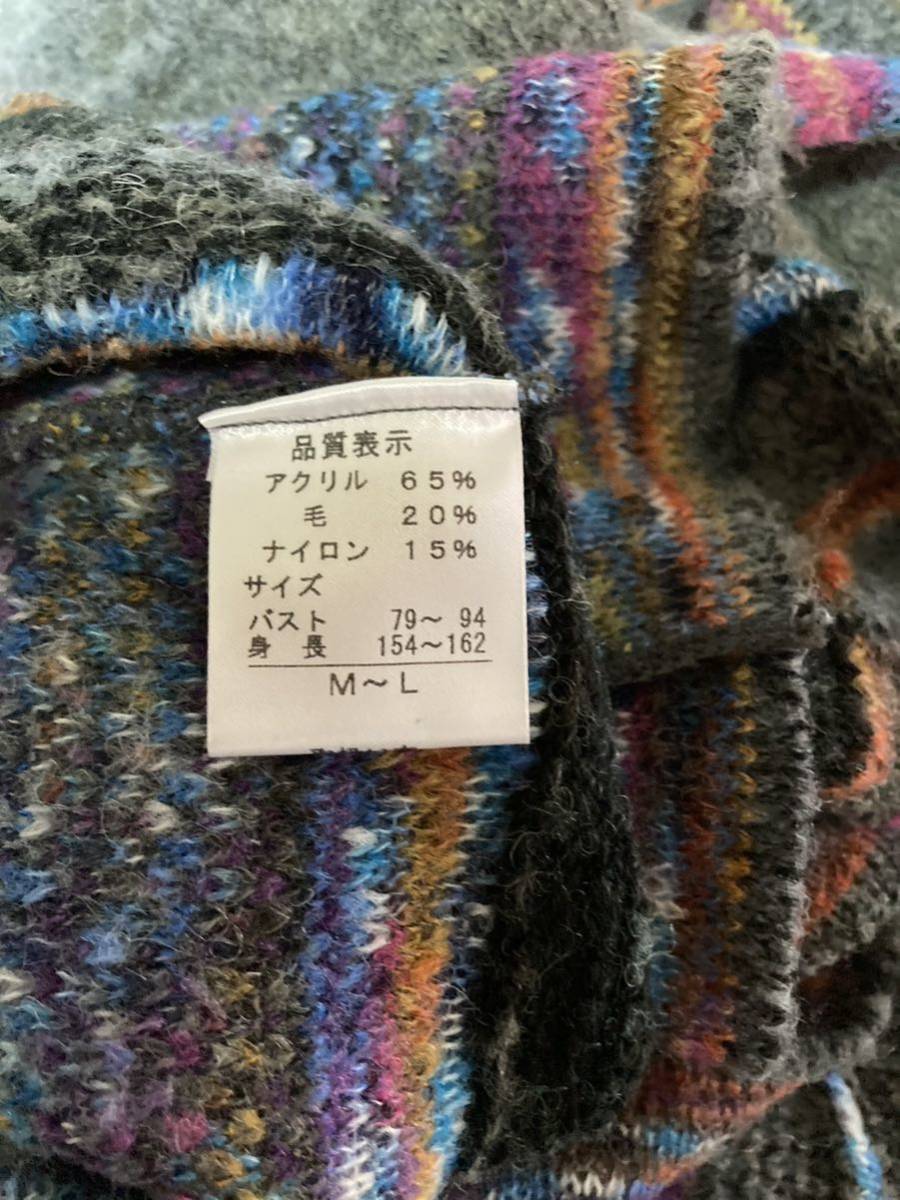 品質表示
アクリル 65%
毛 20%
ナイロン 15%
サイズ
バスト 79～ 94
身長 154～162
M～L